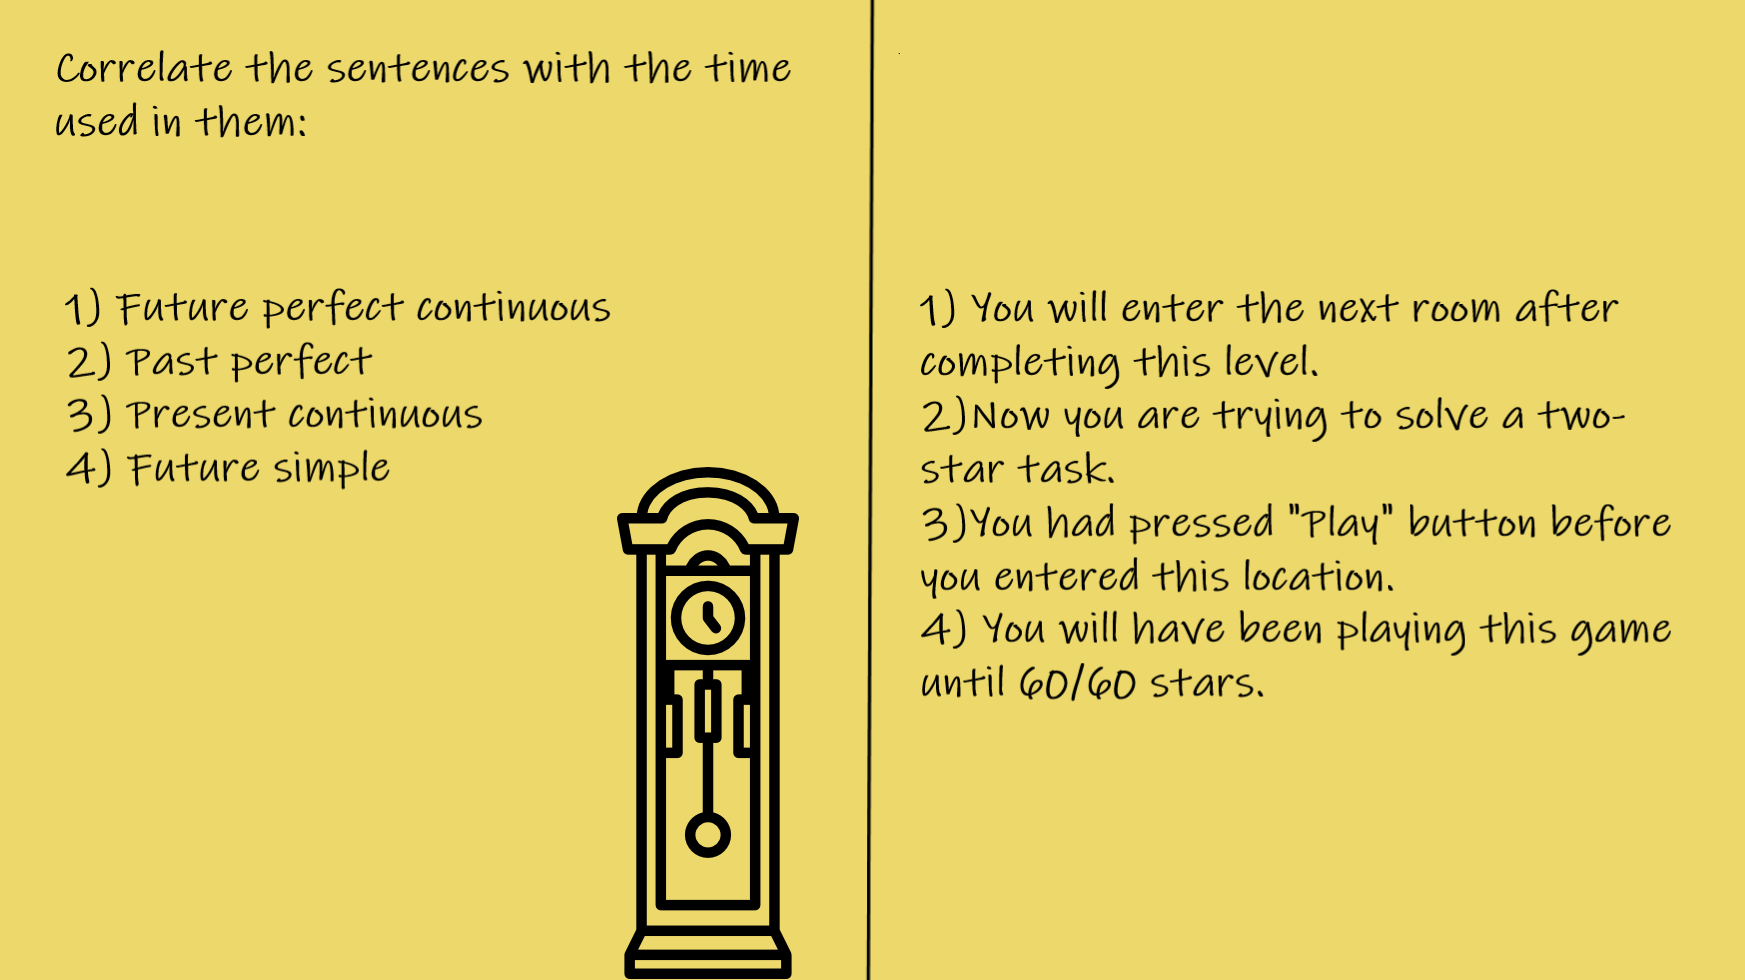 Correlate the sentences with the time
used in them:
1) Future perfect continuous
2) Past perfect
3) Present continuous
4) Future simple
1) You will enter the next room after
completing this level.
2)Now you are trying to solve a two-
star task.
3)You had pressed "Play" button before
you entered this location.
4) You will have been playing this game
until 60/60 stars.